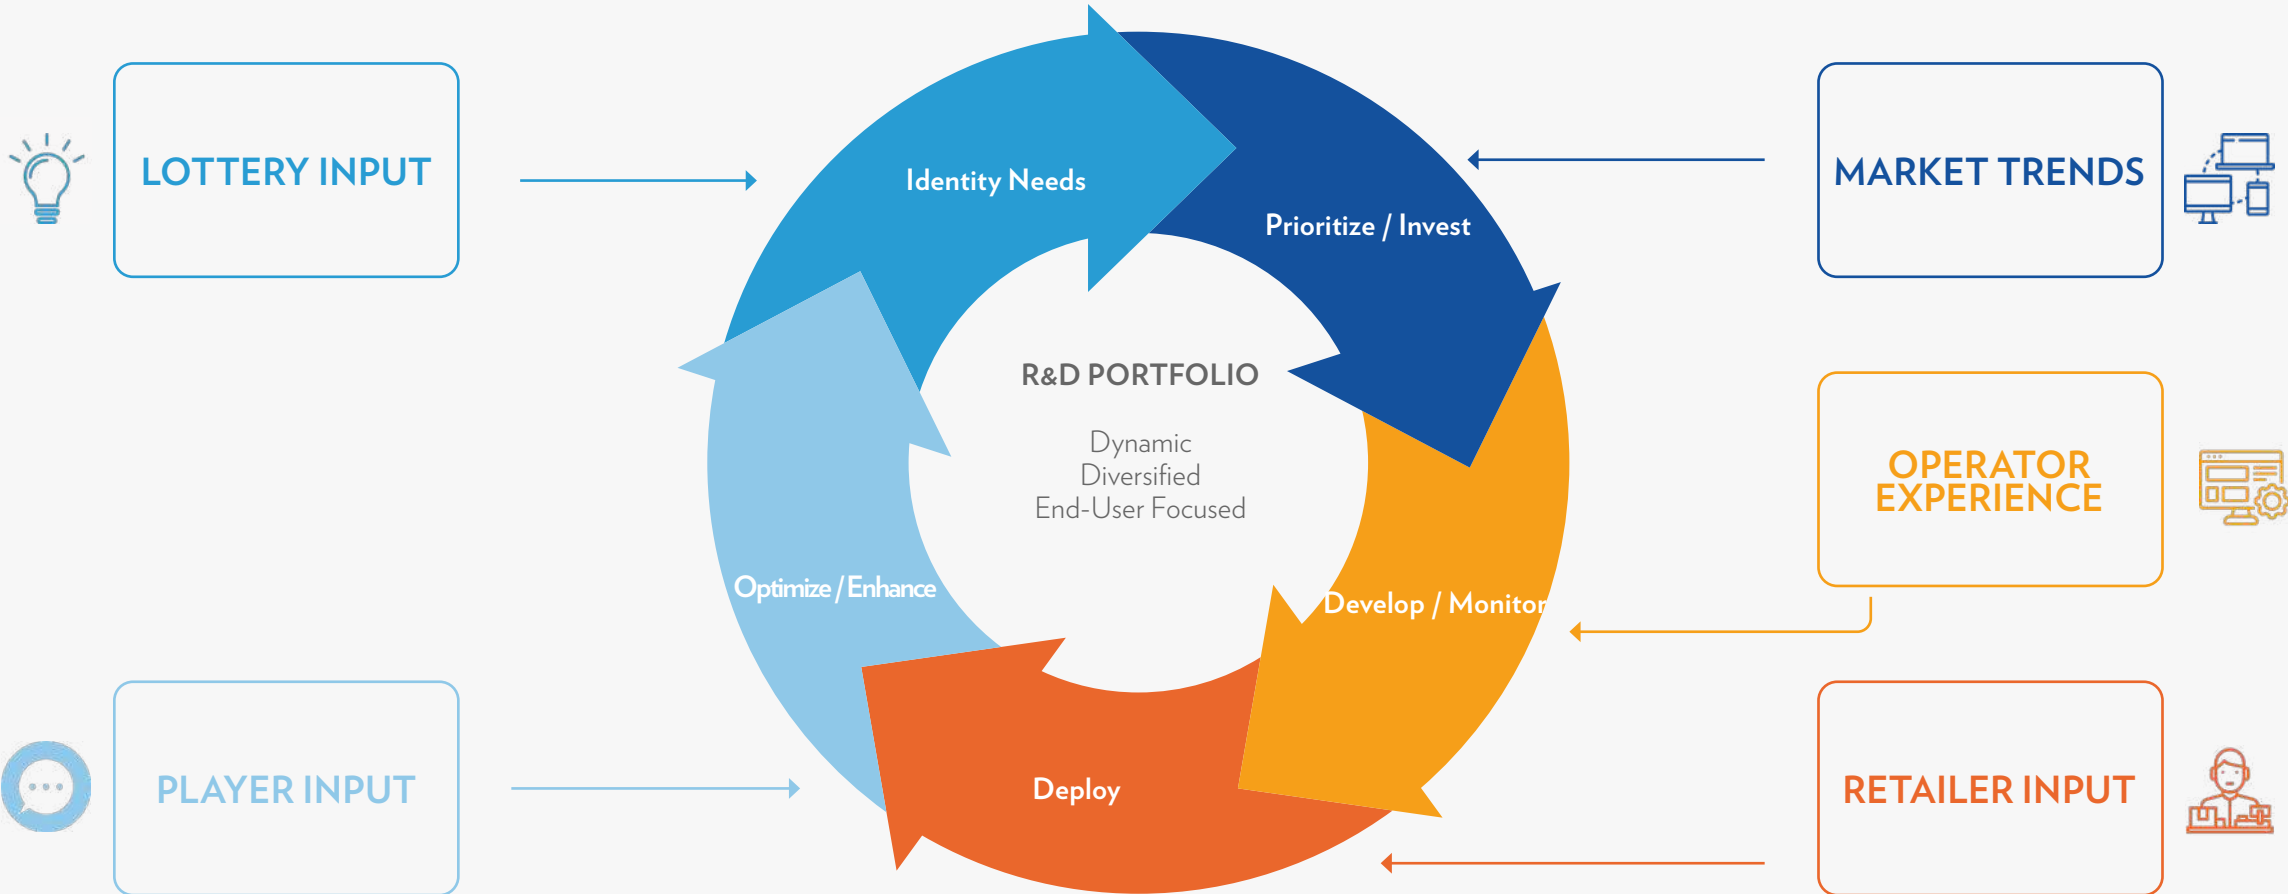 LOTTERY INPUT
Identity Needs
Prioritize / Invest
MARKET TRENDS
R&D PORTFOLIO
Dynamic
Diversified
End-User Focused
OPERATOR
EXPERIENCE
Optimize / Enhance
Develop / Monitor
PLAYER INPUT
Deploy
RETAILER INPUT